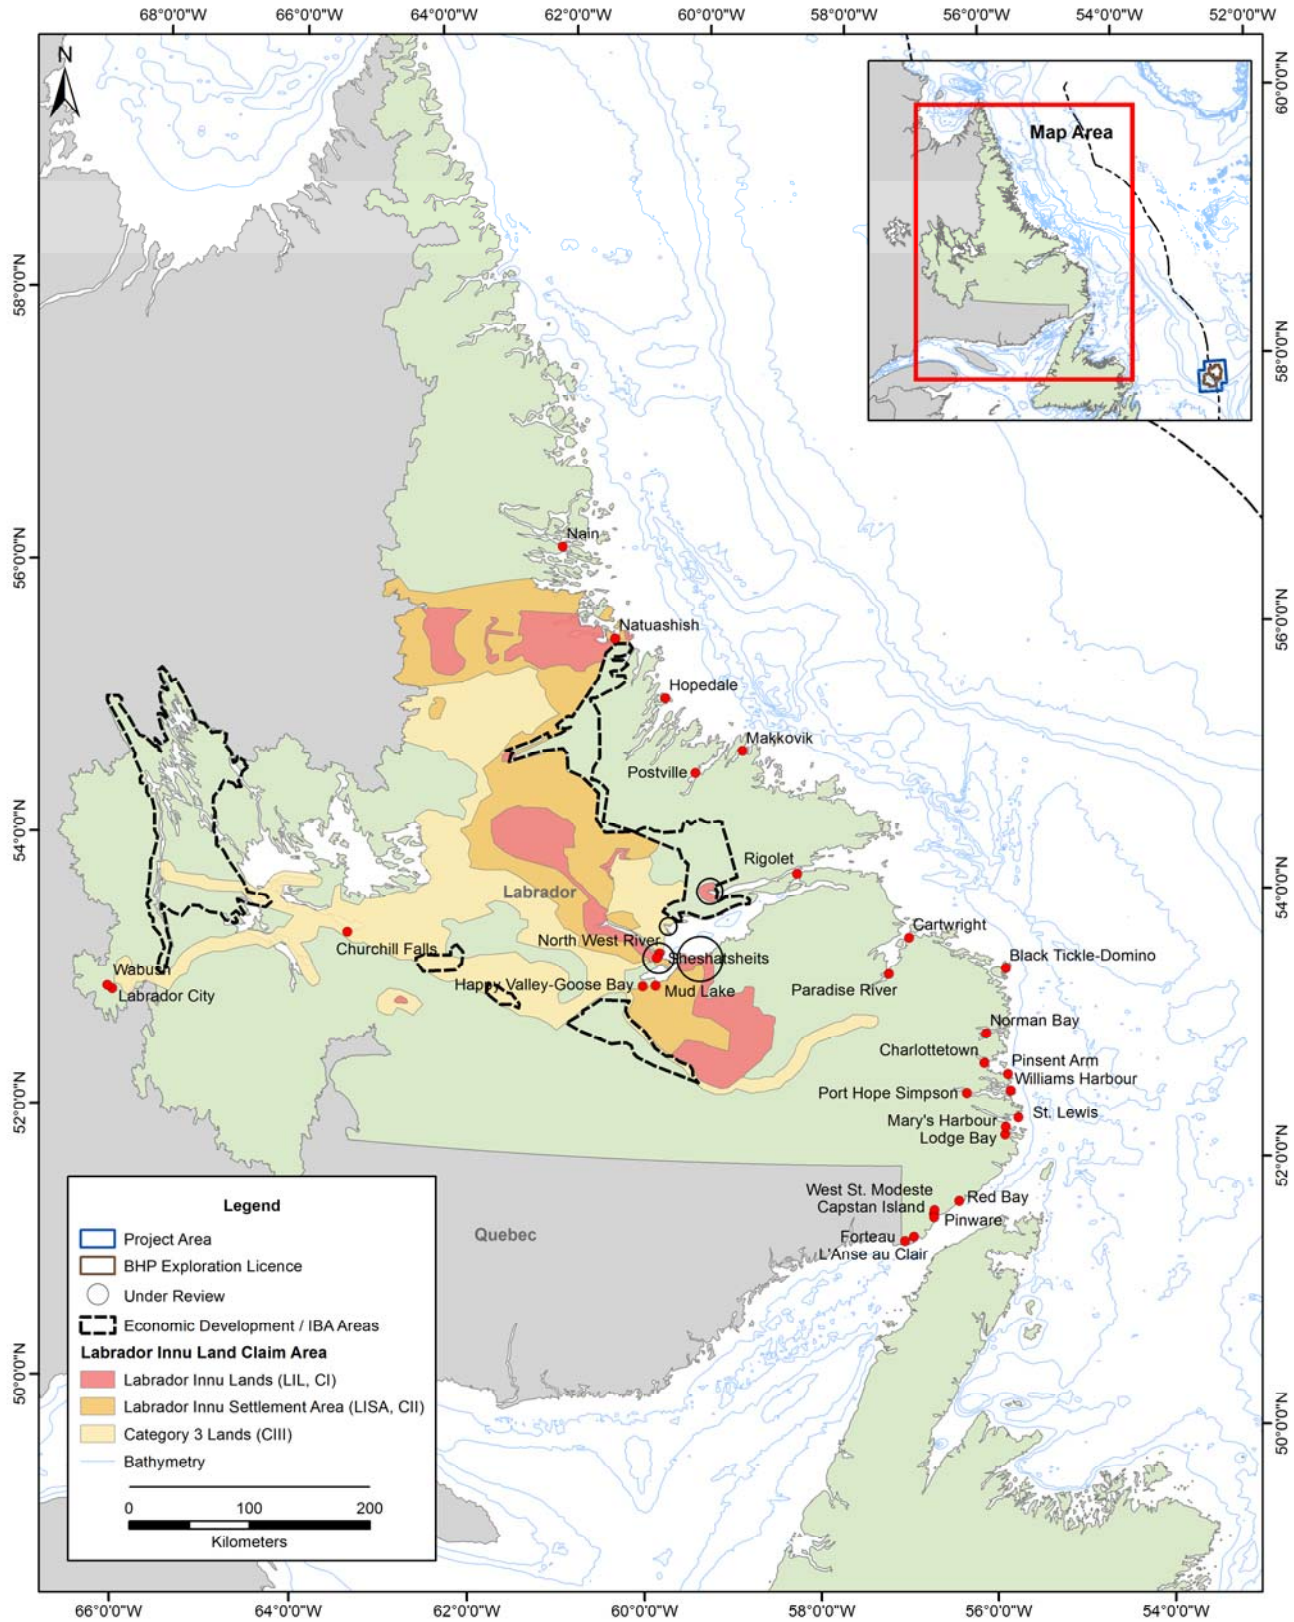 68°0'0"W 66°0'0"W 64°0'0"W 62°0'0"W 60°0'0"W 58°0'0"W 56°0'0"W 54°0'0"W 52°0'0"W
N
Map Area
60°0'0"N
58°0'0"N
58°0'0"N
56°0'0"N
56°0'0"N
54°0'0"N
54°0'0"N
52°0'0"N
52°0'0"N
50°0'0"N
50°0'0"N
Nain
Natuashish
Hopedale
Makkovik
Postville
Rigolet
Labrador
Cartwright
North West River
Churchill Falls
Sheshatsheits
Black Tickle-Domino
Wabush
Happy Valley-Goose Bay
Mud Lake
Paradise River
Labrador City
Norman Bay
Charlottetown
Pinsent Arm
Williams Harbour
Port Hope Simpson
St. Lewis
Mary's Harbour
Lodge Bay
West St. Modeste
Red Bay
Capstan Island
Pinware
Forteau
L'Anse au Clair
Quebec
Legend
Project Area
BHP Exploration Licence
Under Review
Economic Development / IBA Areas
Labrador Innu Land Claim Area
Labrador Innu Lands (LIL, CI)
Labrador Innu Settlement Area (LISA, CII)
Category 3 Lands (CIII)
Bathymetry
0 100 200
Kilometers
66°0'0"W 64°0'0"W 62°0'0"W 60°0'0"W 58°0'0"W 56°0'0"W 54°0'0"W